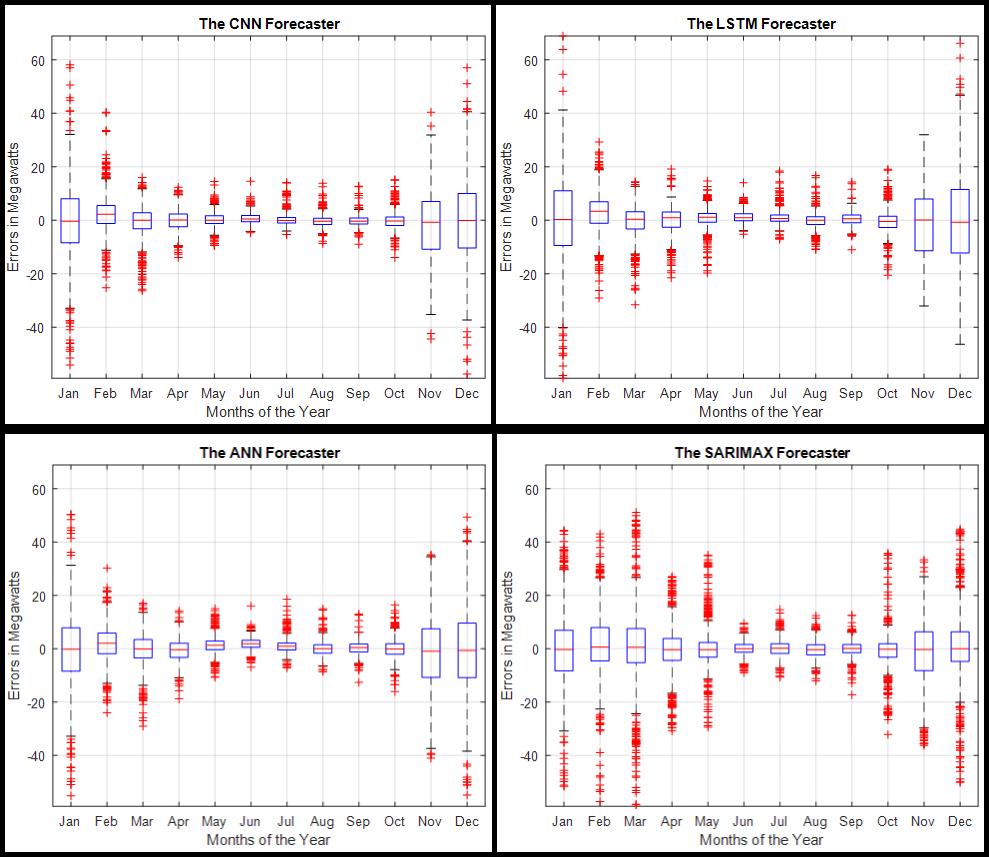 The CNN Forecaster
60
40
20
0
-20
-40
Errors in Megawatts
Jan Feb Mar Apr May Jun Jul Aug Sep Oct Nov Dec
Months of the Year
The LSTM Forecaster
60
40
20
0
-20
-40
Errors in Megawatts
Jan Feb Mar Apr May Jun Jul Aug Sep Oct Nov Dec
Months of the Year
The ANN Forecaster
60
40
20
0
-20
-40
Errors in Megawatts
Jan Feb Mar Apr May Jun Jul Aug Sep Oct Nov Dec
Months of the Year
The SARIMAX Forecaster
60
40
20
0
-20
-40
Errors in Megawatts
Jan Feb Mar Apr May Jun Jul Aug Sep Oct Nov Dec
Months of the Year